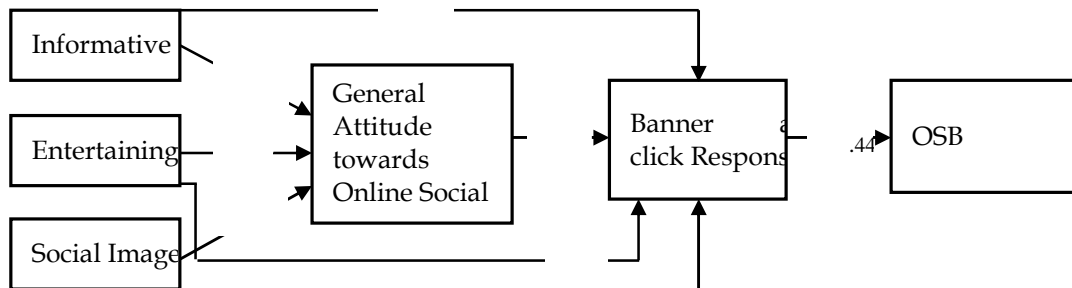 Informative
Entertaining
Social Image
General
Attitude
towards
Online Social
Banner a
click Respons
.44
OSB